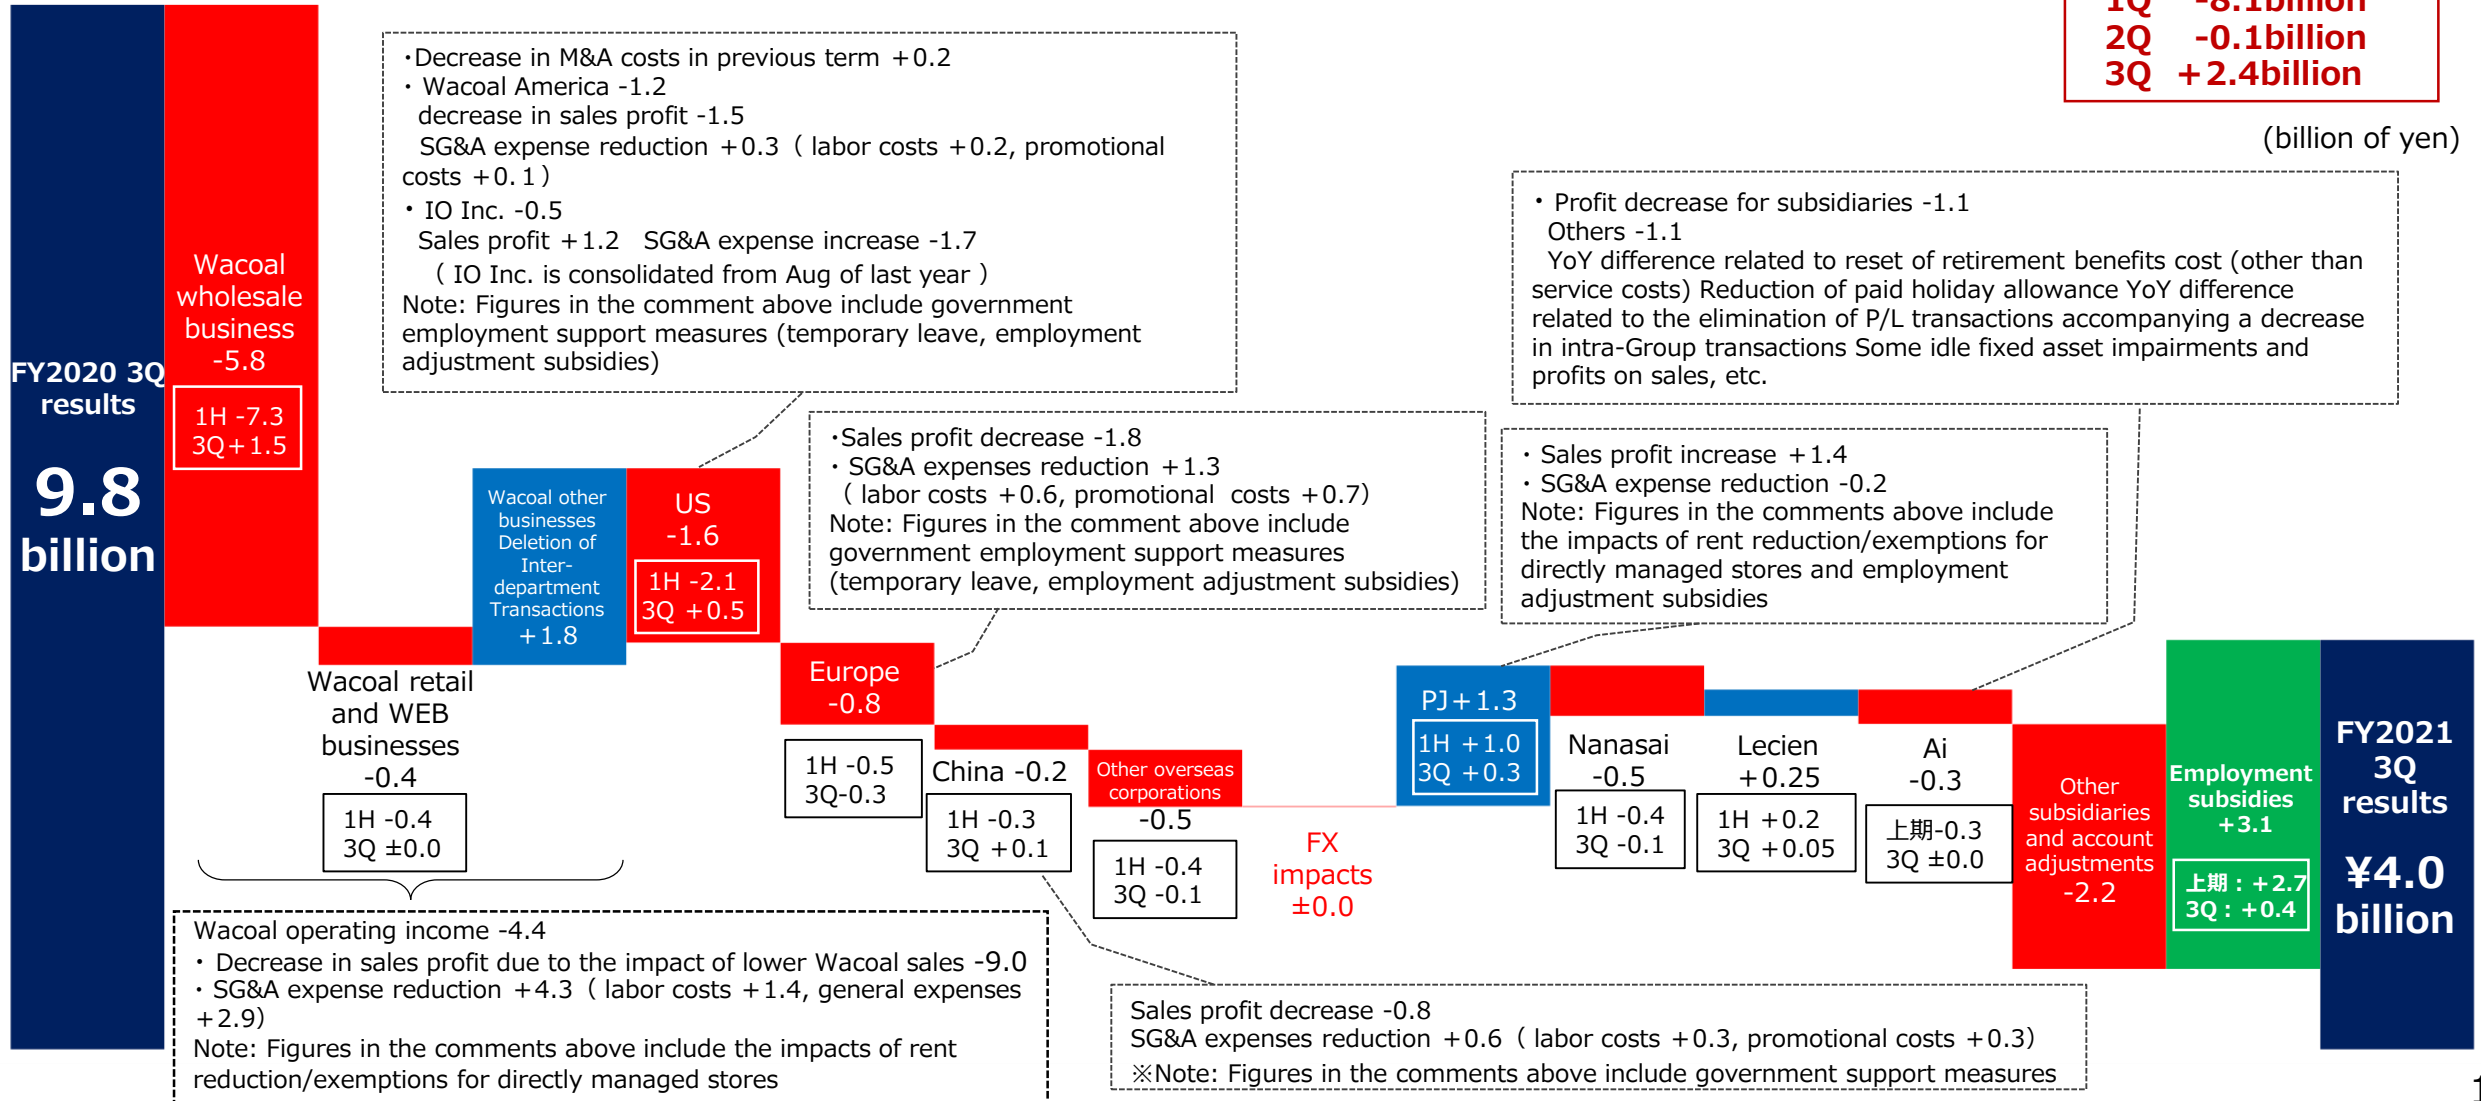 1Q -8.1billion
2Q -0.1billion
3Q +2.4billion
(billion of yen)
・Decrease in M&A costs in previous term +0.2
・Wacoal America -1.2
decrease in sales profit -1.5
SG&A expense reduction +0.3（ labor costs +0.2, promotional
costs +0.1）
・IO Inc. -0.5
Sales profit +1.2 SG&A expense increase -1.7
（ IO Inc. is consolidated from Aug of last year ）
Note: Figures in the comment above include government
employment support measures (temporary leave, employment
adjustment subsidies)
・Profit decrease for subsidiaries -1.1
Others -1.1
YoY difference related to reset of retirement benefits cost (other than
service costs) Reduction of paid holiday allowance YoY difference
related to the elimination of P/L transactions accompanying a decrease
in intra-Group transactions Some idle fixed asset impairments and
profits on sales, etc.
・Sales profit decrease -1.8
・SG&A expenses reduction +1.3
（ labor costs +0.6, promotional costs +0.7）
Note: Figures in the comment above include
government employment support measures
(temporary leave, employment adjustment subsidies)
・Sales profit increase +1.4
・SG&A expense reduction -0.2
Note: Figures in the comments above include
the impacts of rent reduction/exemptions for
directly managed stores and employment
adjustment subsidies
FY2020 3Q
results
9.8
billion
Wacoal
wholesale
business
-5.8
1H -7.3
3Q+1.5
Wacoal retail
and WEB
businesses
-0.4
1H -0.4
3Q ±0.0
Wacoal other
businesses
Deletion of
Inter-
department
Transactions
+1.8
US
-1.6
1H -2.1
3Q +0.5
Europe
-0.8
1H -0.5
3Q-0.3
China -0.2
1H -0.3
3Q +0.1
Other overseas
corporations
-0.5
1H -0.4
3Q -0.1
FX
impacts
±0.0
PJ+1.3
1H +1.0
3Q +0.3
Nanasai
-0.5
1H -0.4
3Q -0.1
Lecien
+0.25
1H +0.2
3Q +0.05
Ai
-0.3
上期-0.3
3Q ±0.0
Other
subsidiaries
and account
adjustments
-2.2
Employment
subsidies
+3.1
上期：+2.7
3Q：+0.4
FY2021
3Q
results
¥4.0
billion
Wacoal operating income -4.4
・Decrease in sales profit due to the impact of lower Wacoal sales -9.0
・SG&A expense reduction +4.3（ labor costs +1.4, general expenses
+2.9）
Note: Figures in the comments above include the impacts of rent
reduction/exemptions for directly managed stores
Sales profit decrease -0.8
SG&A expenses reduction +0.6（ labor costs +0.3, promotional costs +0.3）
※Note: Figures in the comments above include government support measures